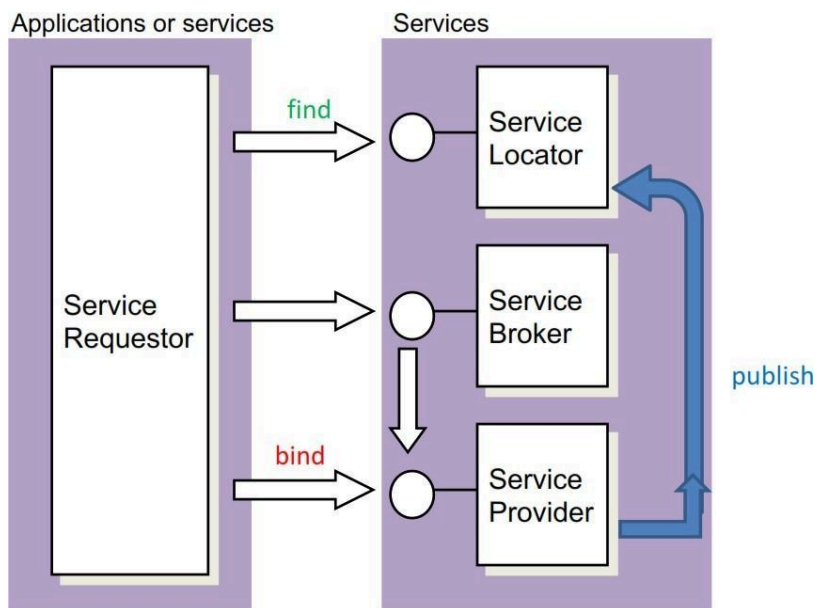 Applications or services
Services
find
Service
Locator
Service
Requestor
Service
Broker
publish
bind
Service
Provider